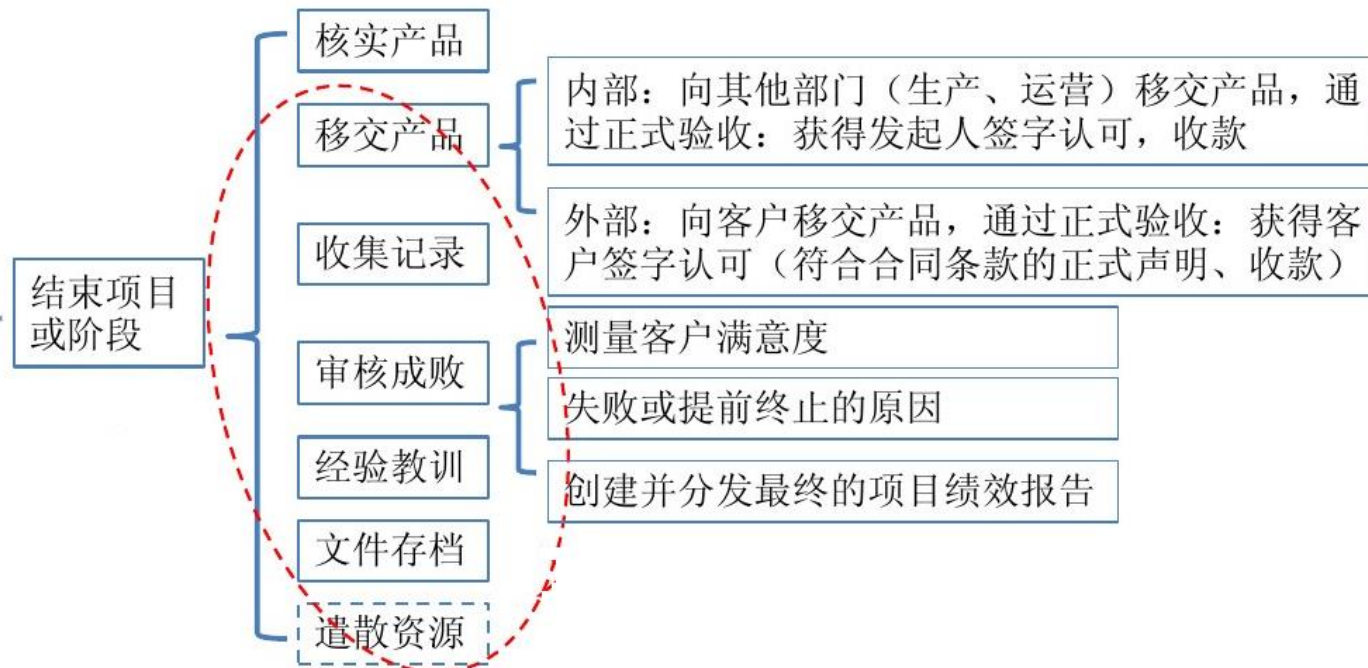 核实产品
移交产品
内部：向其他部门（生产、运营）移交产品，通
过正式验收：获得发起人签字认可，收款
外部：向客户移交产品，通过正式验收：获得客
户签字认可（符合合同条款的正式声明、收款）
收集记录
结束项目
或阶段
审核成败
测量客户满意度
失败或提前终止的原因
创建并分发最终的项目绩效报告
经验教训
文件存档
遣散资源